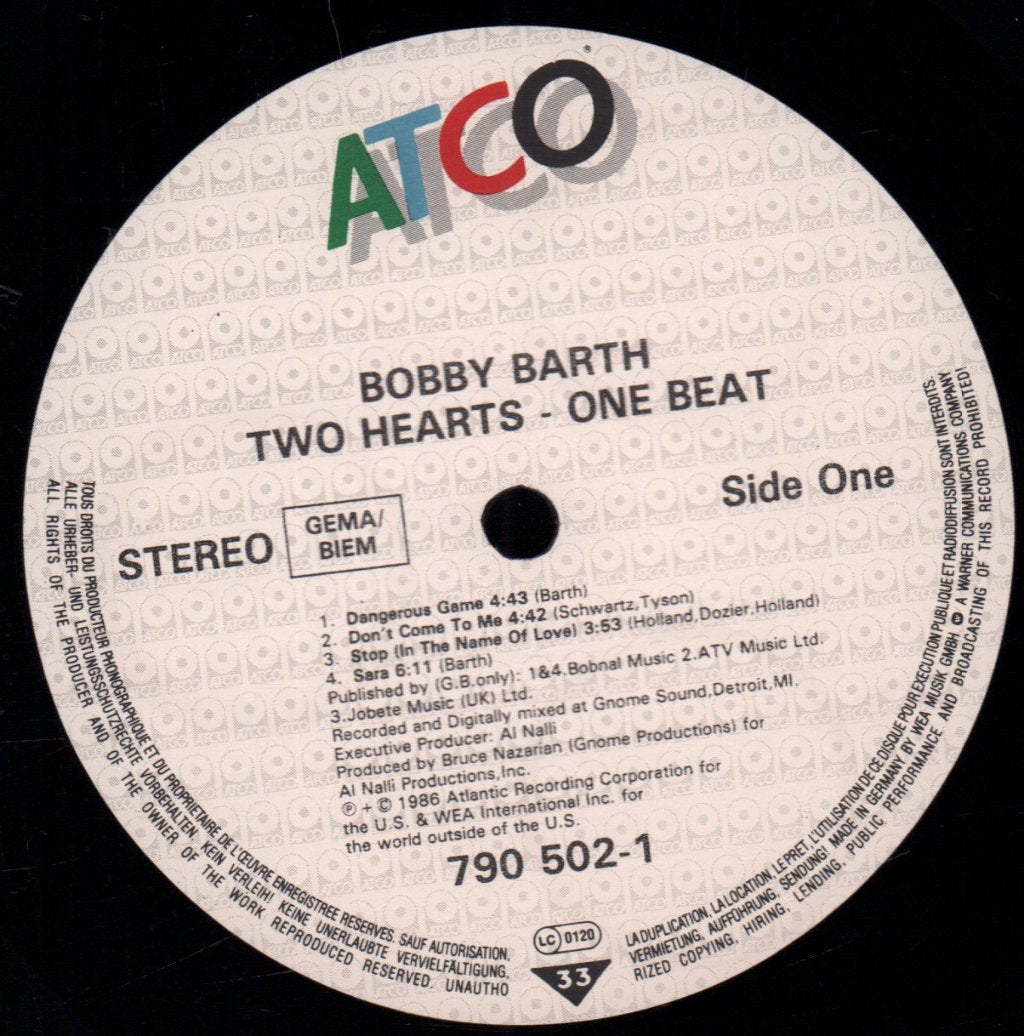 ATCO®
BOBBY BARTH
TWO HEARTS - ONE BEAT
Side One
STEREO
GEMA/
BIEM
1. Dangerous Game 4:43 (Barth)
2. Don't Come To Me 4:42 (Schwartz,Tyson)
3. Stop (In The Name Of Love) 3:53 (Holland,Dozier,Holland)
4. Sara 6:11 (Barth)
Published by (G.B.only): 1&4.Bobnal Music 2.ATV Music Ltd.
3.Jobete Music (UK) Ltd.
Recorded and Digitally mixed at Gnome Sound,Detroit,MI.
Executive Producer: Al Nalli
Produced by Bruce Nazarian (Gnome Productions) for
Al Nalli Productions,Inc.
℗ + © 1986 Atlantic Recording Corporation for
the U.S. & WEA International Inc. for
the world outside of the U.S.
790 502-1
LC 0120
33
TOUS DROITS DU PRODUCTEUR PHONOGRAPHIQUE ET DU PROPRIETAIRE DE L'ŒUVRE ENREGISTREE RESERVES. SAUF AUTORISATION, LA DUPLICATION, LA LOCATION, LE PRET, L'UTILISATION DE CE DISQUE POUR EXECUTION PUBLIQUE ET RADIODIFFUSION SONT INTERDITS.
ALLE URHEBER- UND LEISTUNGSSCHUTZRECHTE VORBEHALTEN. KEIN VERLEIH! KEINE UNERLAUBTE VERVIELFÄLTIGUNG, VERMIETUNG, AUFFÜHRUNG, SENDUNG! MADE IN GERMANY BY WEA MUSIK GMBH A WARNER COMMUNICATIONS COMPANY
ALL RIGHTS OF THE PRODUCER AND OF THE OWNER OF THE WORK REPRODUCED RESERVED. UNAUTHORIZED COPYING, HIRING, LENDING, PUBLIC PERFORMANCE AND BROADCASTING OF THIS RECORD PROHIBITED!